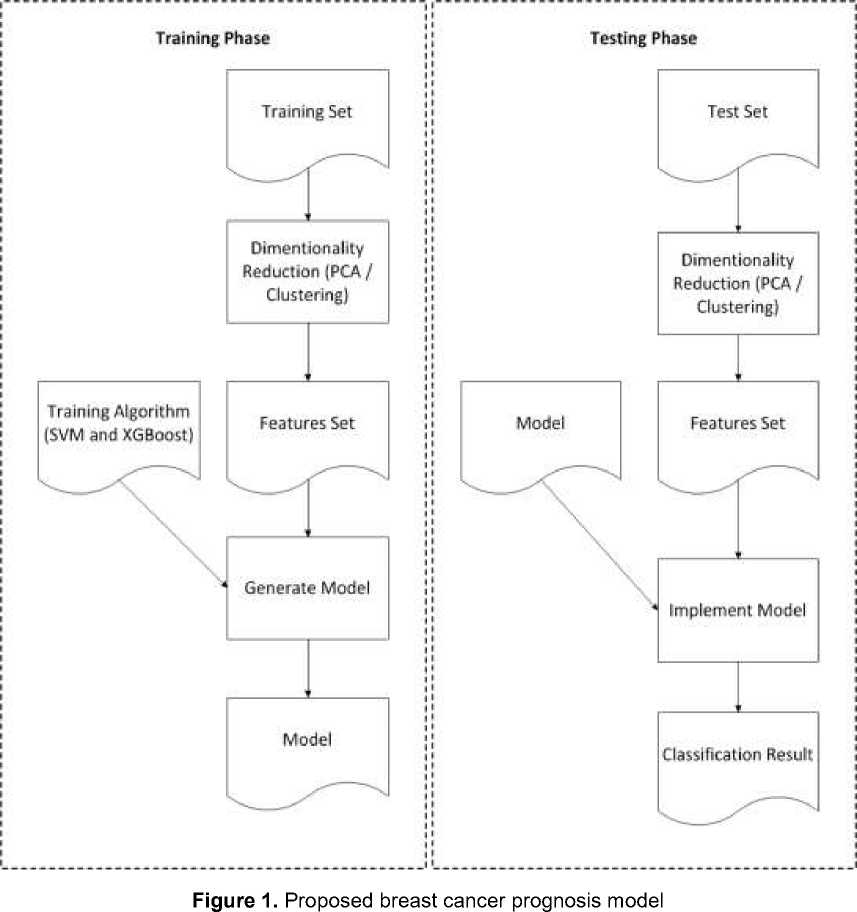 Training Phase
Training Set
Dimentionality
Reduction (PCA /
Clustering)
Training Algorithm
(SVM and XGBoost)
Features Set
Generate Model
Model
Testing Phase
Test Set
Dimentionality
Reduction (PCA /
Clustering)
Model
Features Set
Implement Model
Classification Result
Figure 1. Proposed breast cancer prognosis model